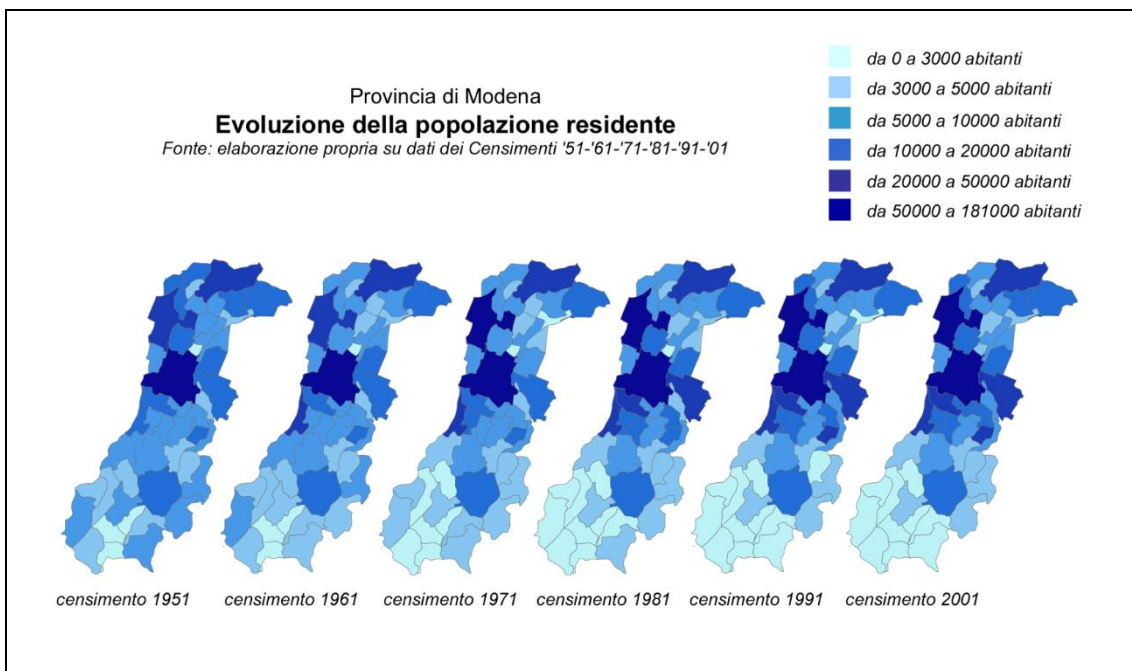 Provincia di Modena
Evoluzione della popolazione residente
Fonte: elaborazione propria su dati dei Censimenti '51-'61-'71-'81-'91-'01
da 0 a 3000 abitanti
da 3000 a 5000 abitanti
da 5000 a 10000 abitanti
da 10000 a 20000 abitanti
da 20000 a 50000 abitanti
da 50000 a 181000 abitanti
censimento 1951
censimento 1961
censimento 1971
censimento 1981
censimento 1991
censimento 2001